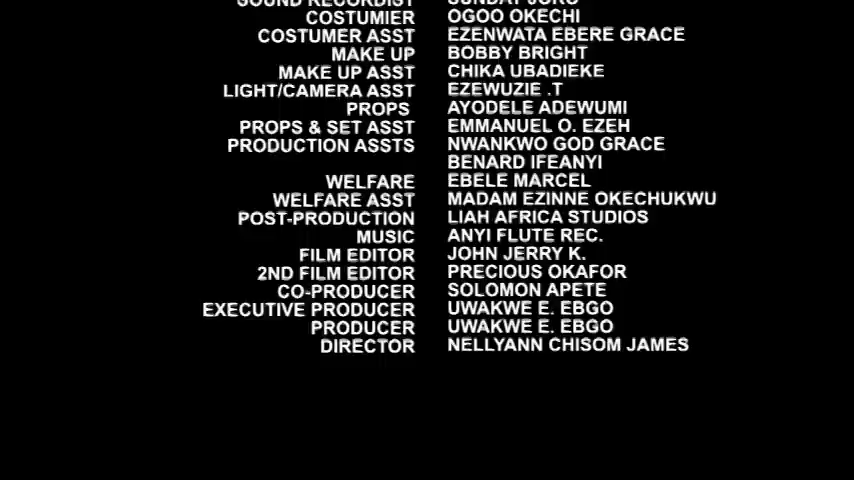 SOUND RECORDIST SUNDAY JOKO
COSTUMIER OGOO OKECHI
COSTUMER ASST EZENWATA EBERE GRACE
MAKE UP BOBBY BRIGHT
MAKE UP ASST CHIKA UBADIEKE
LIGHT/CAMERA ASST EZEWUZIE .T
PROPS AYODELE ADEWUMI
PROPS & SET ASST EMMANUEL O. EZEH
PRODUCTION ASSTS NWANKWO GOD GRACE
BENARD IFEANYI
WELFARE EBELE MARCEL
WELFARE ASST MADAM EZINNE OKECHUKWU
POST-PRODUCTION LIAH AFRICA STUDIOS
MUSIC ANYI FLUTE REC.
FILM EDITOR JOHN JERRY K.
2ND FILM EDITOR PRECIOUS OKAFOR
CO-PRODUCER SOLOMON APETE
EXECUTIVE PRODUCER UWAKWE E. EBGO
PRODUCER UWAKWE E. EBGO
DIRECTOR NELLYANN CHISOM JAMES